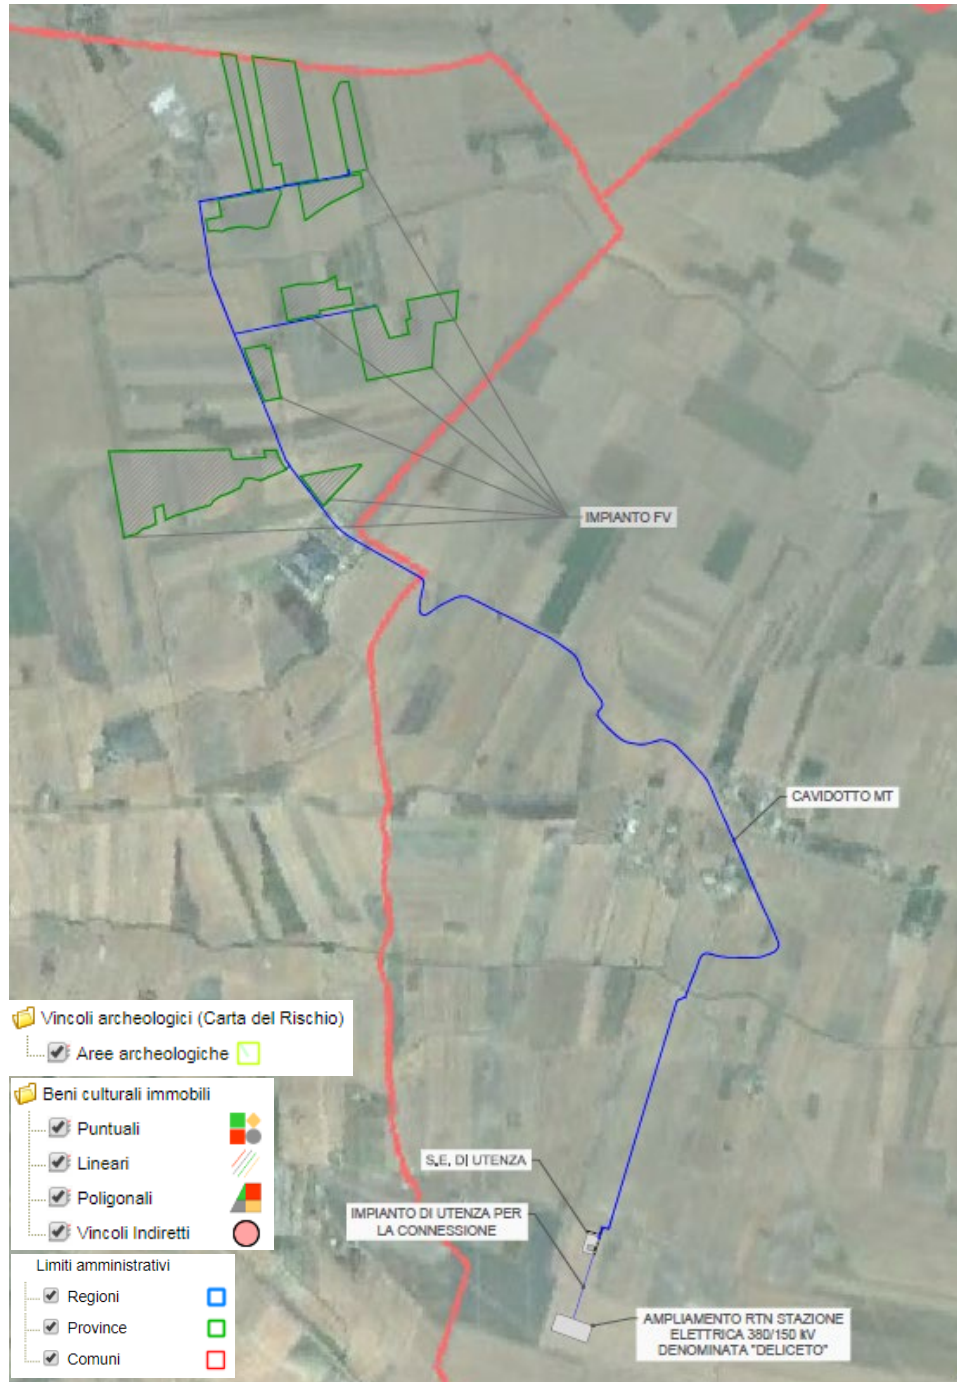 IMPIANTO FV
CAVIDOTTO MT
Vincoli archeologici (Carta del Rischio)
Aree archeologiche
Beni culturali immobili
Puntuali
Lineari
Poligonali
Vincoli Indiretti
S.E. DI UTENZA
IMPIANTO DI UTENZA PER
LA CONNESSIONE
Limiti amministrativi
Regioni
Province
Comuni
AMPLIAMENTO RTN STAZIONE
ELETTRICA 380/150 kV
DENOMINATA "DELICETO"